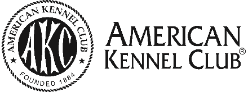 AMERICAN KENNEL CLUB
AKC
FOUNDED 1884
AMERICAN
KENNEL CLUB®